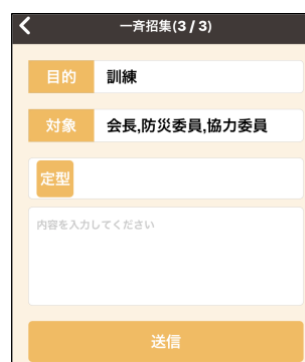 一斉招集(3 / 3)
目的 訓練
対象 会長,防災委員,協力委員
定型
内容を入力してください
送信